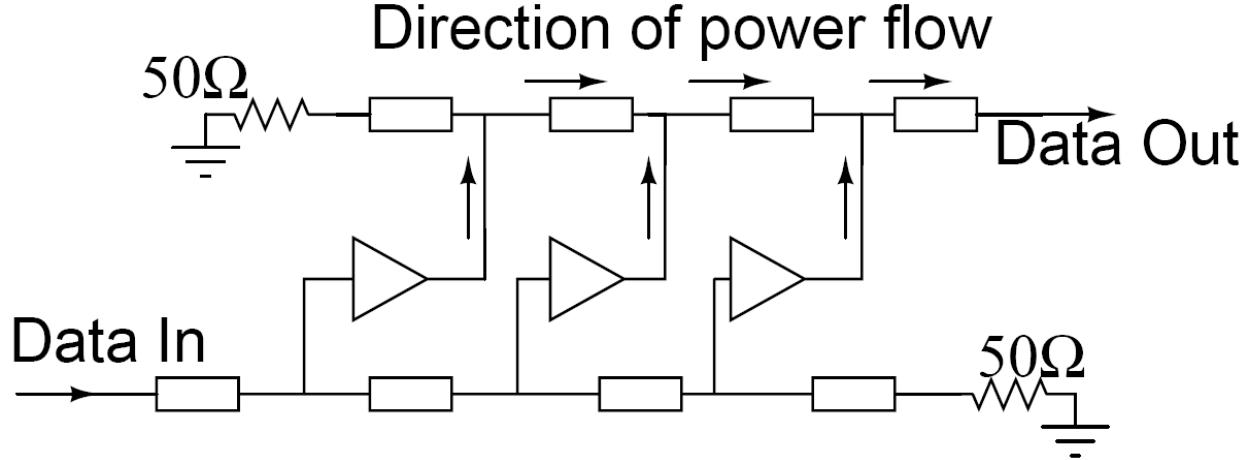 Direction of power flow
50Ω
Data Out
Data In
50Ω